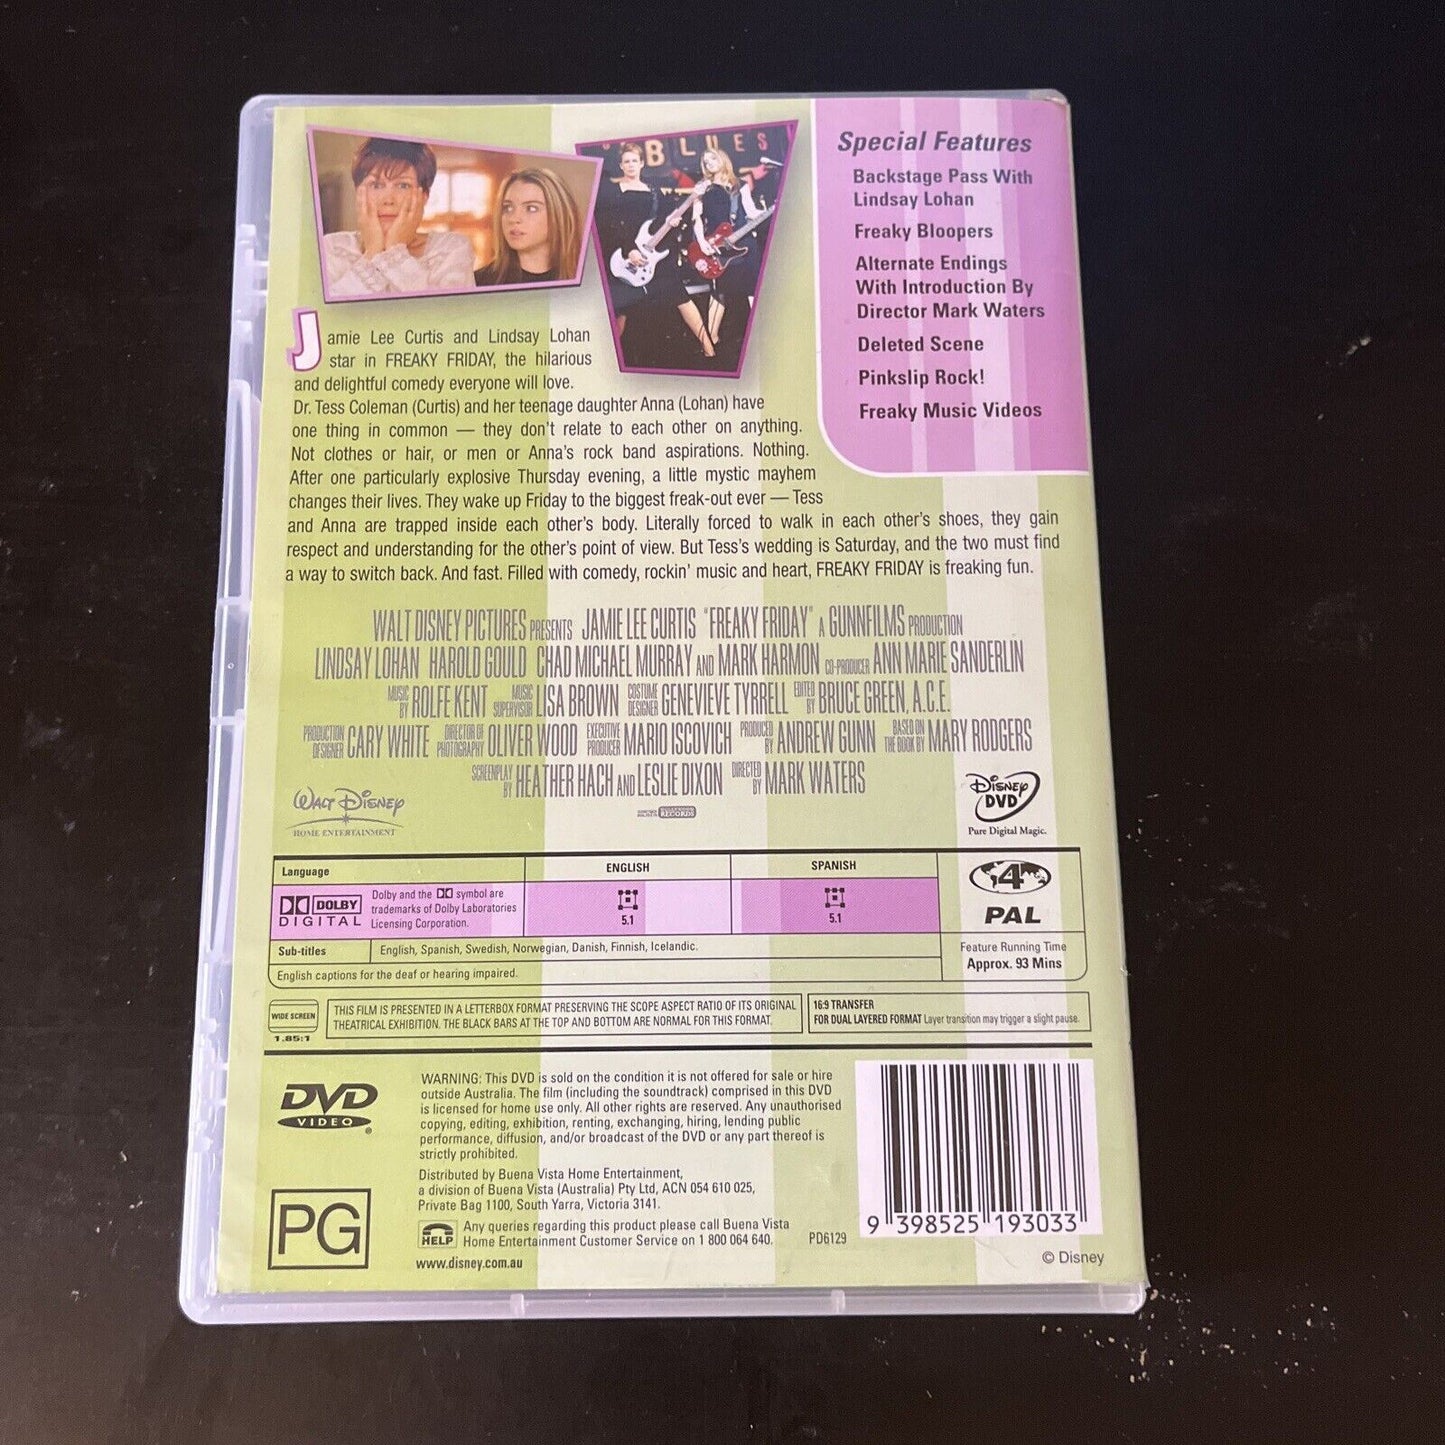 BLUES
Special Features
Backstage Pass With
Lindsay Lohan
Freaky Bloopers
Alternate Endings
With Introduction By
Director Mark Waters
Deleted Scene
Pinkslip Rock!
Freaky Music Videos
Jamie Lee Curtis and Lindsay Lohan
star in FREAKY FRIDAY, the hilarious
and delightful comedy everyone will love.
Dr. Tess Coleman (Curtis) and her teenage daughter Anna (Lohan) have
one thing in common — they don't relate to each other on anything.
Not clothes or hair, or men or Anna's rock band aspirations. Nothing.
After one particularly explosive Thursday evening, a little mystic mayhem
changes their lives. They wake up Friday to the biggest freak-out ever — Tess
and Anna are trapped inside each other's body. Literally forced to walk in each other's shoes, they gain
respect and understanding for the other's point of view. But Tess's wedding is Saturday, and the two must find
a way to switch back. And fast. Filled with comedy, rockin' music and heart, FREAKY FRIDAY is freaking fun.
WALT DISNEY PICTURES PRESENTS JAMIE LEE CURTIS "FREAKY FRIDAY" A GUNNFILMS PRODUCTION
LINDSAY LOHAN HAROLD GOULD CHAD MICHAEL MURRAY AND MARK HARMON CO-PRODUCER ANN MARIE SANDERLIN
MUSIC BY ROLFE KENT MUSIC SUPERVISOR LISA BROWN COSTUME DESIGNER GENEVIEVE TYRRELL EDITED BY BRUCE GREEN, A.C.E.
PRODUCTION DESIGNER CARY WHITE DIRECTOR OF PHOTOGRAPHY OLIVER WOOD EXECUTIVE PRODUCER MARIO ISCOVICH PRODUCED BY ANDREW GUNN BASED ON THE BOOK BY MARY RODGERS
SCREENPLAY BY HEATHER HACH AND LESLIE DIXON DIRECTED BY MARK WATERS
WALT DISNEY
HOME ENTERTAINMENT
RECORDS
DISNEY
DVD
Pure Digital Magic.
Language
ENGLISH
SPANISH
DOLBY
DIGITAL
Dolby and the DD symbol are
trademarks of Dolby Laboratories
Licensing Corporation.
5.1
5.1
4
PAL
Sub-titles
English, Spanish, Swedish, Norwegian, Danish, Finnish, Icelandic.
English captions for the deaf or hearing impaired.
Feature Running Time
Approx. 93 Mins
WIDE SCREEN
1.85:1
THIS FILM IS PRESENTED IN A LETTERBOX FORMAT PRESERVING THE SCOPE ASPECT RATIO OF ITS ORIGINAL
THEATRICAL EXHIBITION. THE BLACK BARS AT THE TOP AND BOTTOM ARE NORMAL FOR THIS FORMAT.
16:9 TRANSFER
FOR DUAL LAYERED FORMAT Layer transition may trigger a slight pause.
DVD
VIDEO
WARNING: This DVD is sold on the condition it is not offered for sale or hire
outside Australia. The film (including the soundtrack) comprised in this DVD
is licensed for home use only. All other rights are reserved. Any unauthorised
copying, editing, exhibition, renting, exchanging, hiring, lending public
performance, diffusion, and/or broadcast of the DVD or any part thereof is
strictly prohibited.
Distributed by Buena Vista Home Entertainment,
a division of Buena Vista (Australia) Pty Ltd, ACN 054 610 025,
Private Bag 1100, South Yarra, Victoria 3141.
HELP
Any queries regarding this product please call Buena Vista
Home Entertainment Customer Service on 1 800 064 640.
www.disney.com.au
PG
PD6129
9 398525 193033
© Disney